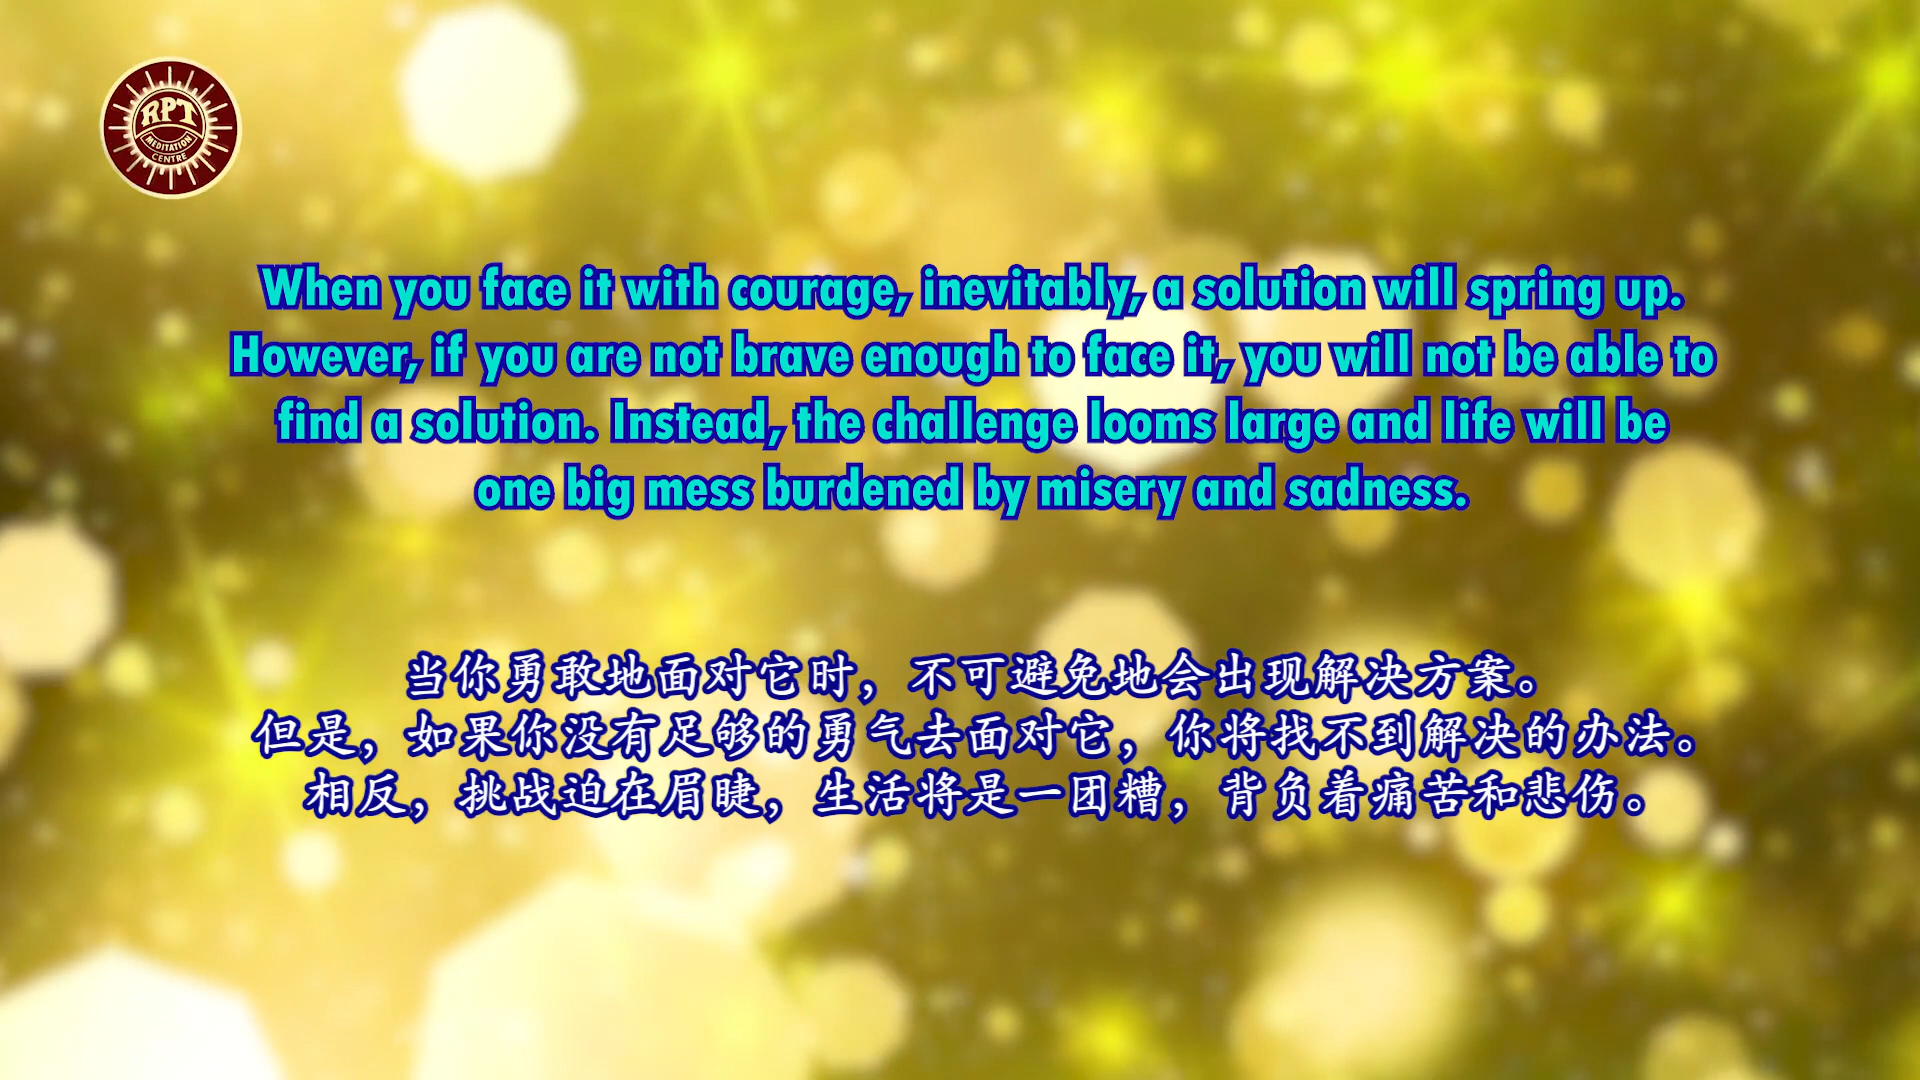 RPT
MEDITATION
CENTRE
When you face it with courage, inevitably, a solution will spring up.
However, if you are not brave enough to face it, you will not be able to
find a solution. Instead, the challenge looms large and life will be
one big mess burdened by misery and sadness.
当你勇敢地面对它时，不可避免地会出现解决方案。
但是，如果你没有足够的勇气去面对它，你将找不到解决的办法。
相反，挑战迫在眉睫，生活将是一团糟，背负着痛苦和悲伤。